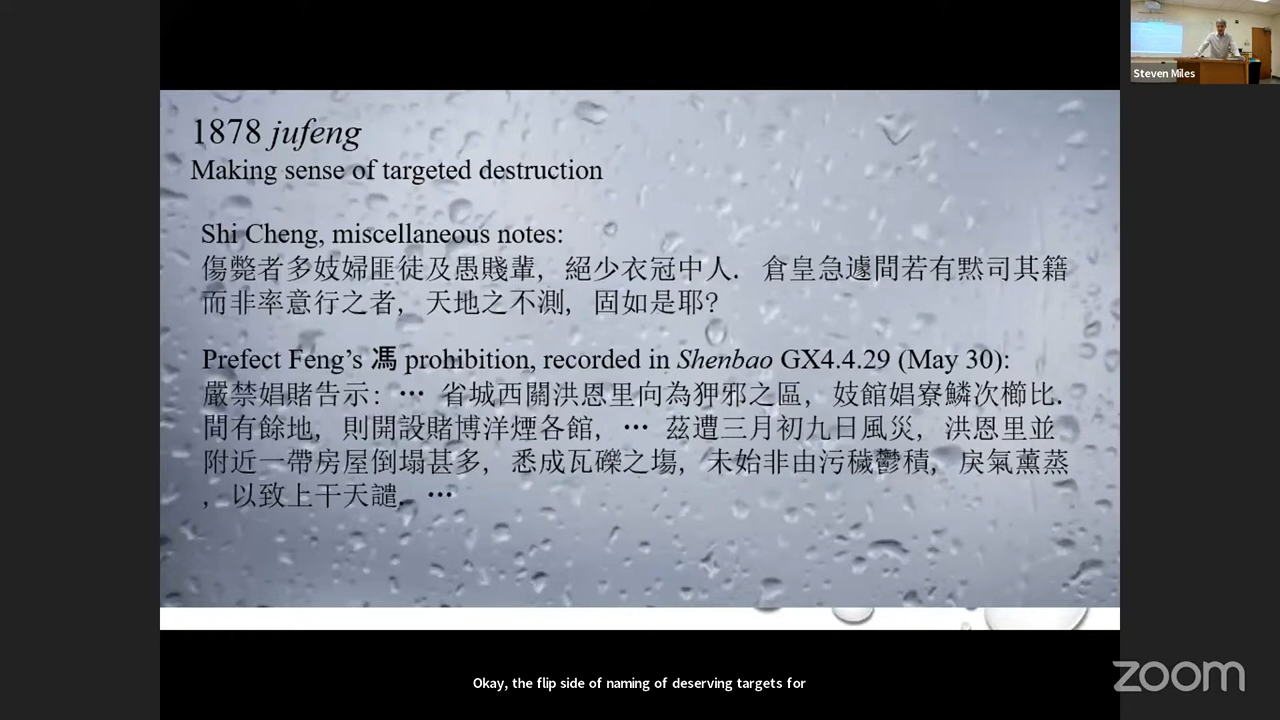 Steven Miles
1878 jufeng
Making sense of targeted destruction
Shi Cheng, miscellaneous notes:
傷斃者多妓婦匪徒及愚賤輩，絕少衣冠中人．倉皇急遽間若有黙司其籍
而非率意行之者，天地之不測，固如是耶？
Prefect Feng’s 馮 prohibition, recorded in Shenbao GX4.4.29 (May 30):
嚴禁娼賭告示：… 省城西關洪恩里向為狎邪之區，妓館娼寮鱗次櫛比．
間有餘地，則開設賭博洋煙各館，… 茲遭三月初九日風災，洪恩里並
附近一帶房屋倒塌甚多，悉成瓦礫之塲，未始非由污穢鬱積，戾氣薰蒸
，以致上干天譴．…
Okay, the flip side of naming of deserving targets for
zoom